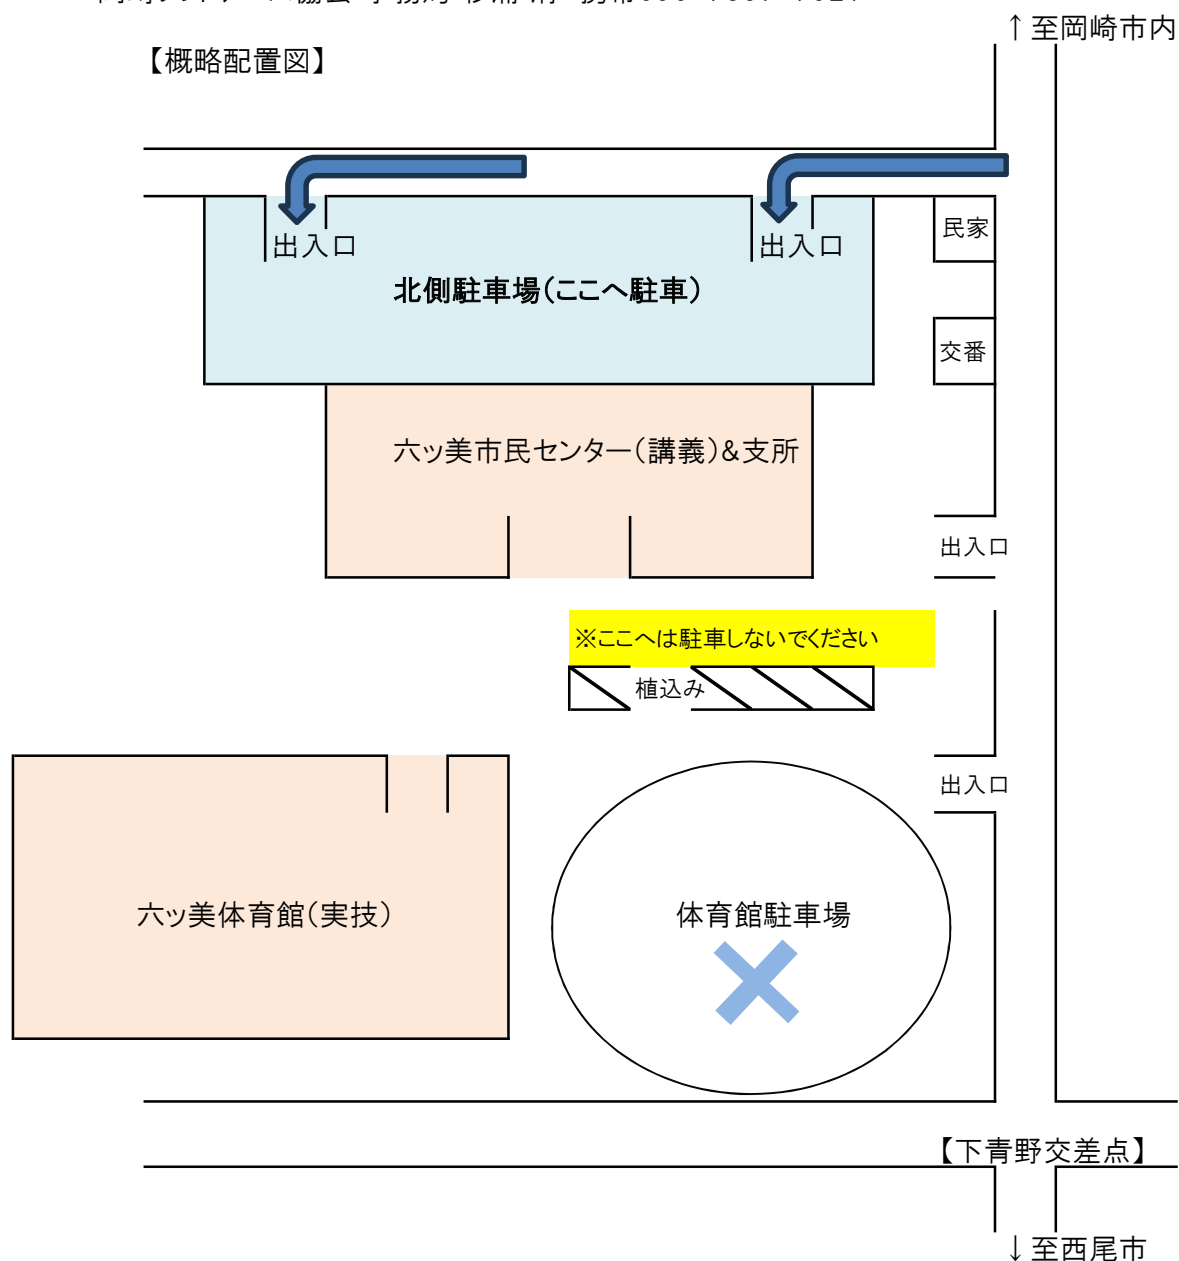 ↑至岡崎市内
【概略配置図】
民家
出入口
出入口
北側駐車場(ここへ駐車)
交番
六ッ美市民センター(講義)&支所
出入口
※ここへは駐車しないでください
植込み
出入口
六ッ美体育館(実技)
体育館駐車場
【下青野交差点】
↓至西尾市